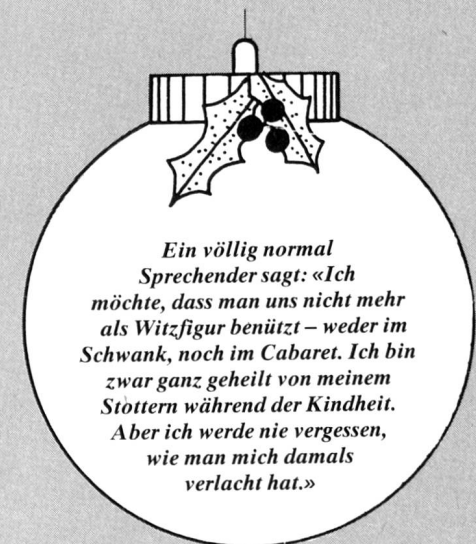 Ein völlig normal
Sprechender sagt: «Ich
möchte, dass man uns nicht mehr
als Witzfigur benützt – weder im
Schwank, noch im Cabaret. Ich bin
zwar ganz geheilt von meinem
Stottern während der Kindheit.
Aber ich werde nie vergessen,
wie man mich damals
verlacht hat.»